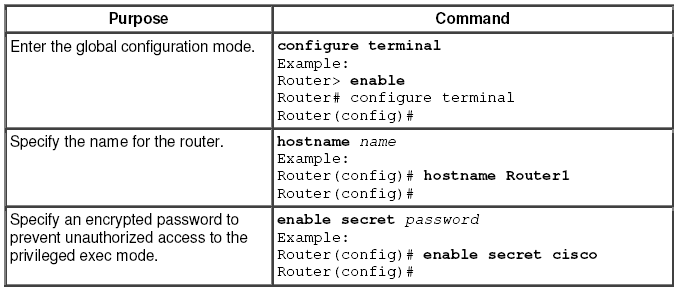 Purpose
Command
Enter the global configuration mode.
configure terminal
Example:
Router> enable
Router# configure terminal
Router(config)#
Specify the name for the router.
hostname name
Example:
Router(config)# hostname Router1
Router(config)#
Specify an encrypted password to
prevent unauthorized access to the
privileged exec mode.
enable secret password
Example:
Router(config)# enable secret cisco
Router(config)#